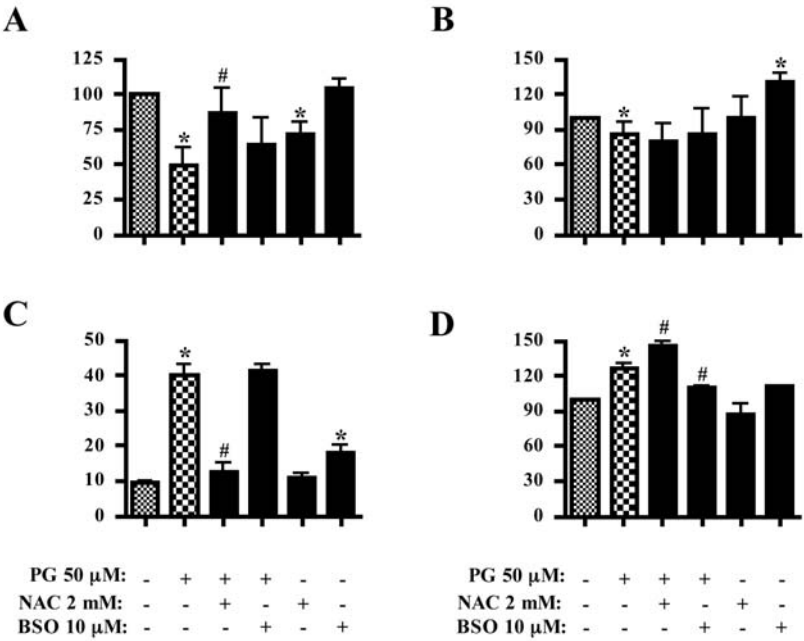 A
125
100
75
50
25
0
* # *
B
150
120
90
60
30
0
* *
C
50
40
30
20
10
0
* # *
D
150
120
90
60
30
0
* # #
PG 50 μM: - + + + - -
NAC 2 mM: - - + - + -
BSO 10 μM: - - - + - +
PG 50 μM: - + + + - -
NAC 2 mM: - - + - + -
BSO 10 μM: - - - + - +